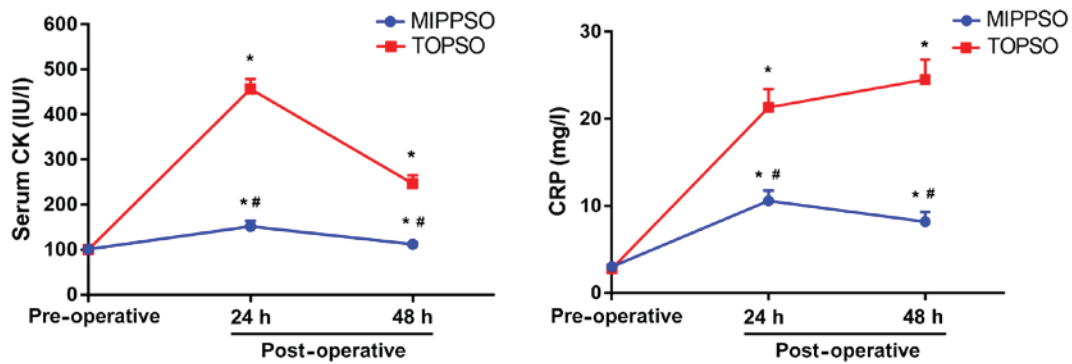 Serum CK (IU/l)
600
500
400
300
200
100
0
MIPPSO
TOPSO
*
*
* #
* #
Pre-operative
24 h
48 h
Post-operative
CRP (mg/l)
30
20
10
0
MIPPSO
TOPSO
*
*
* #
* #
Pre-operative
24 h
48 h
Post-operative